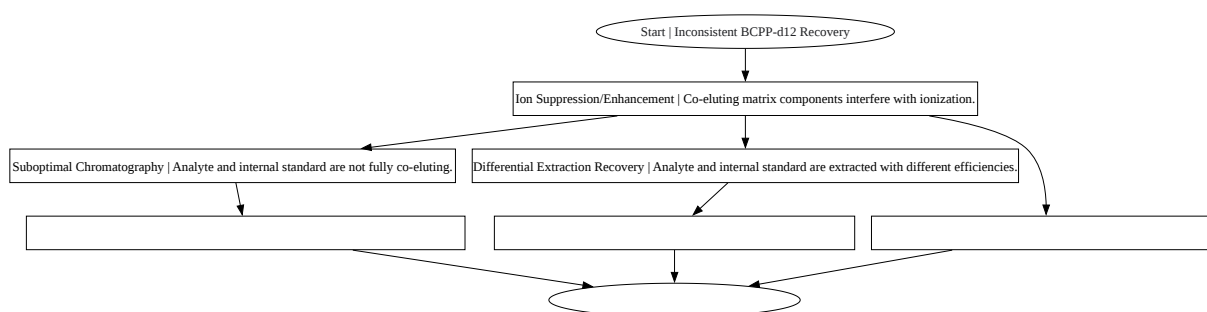 Start | Inconsistent BCPP-d12 Recovery
Ion Suppression/Enhancement | Co-eluting matrix components interfere with ionization.
Suboptimal Chromatography | Analyte and internal standard are not fully co-eluting.
Differential Extraction Recovery | Analyte and internal standard are extracted with different efficiencies.